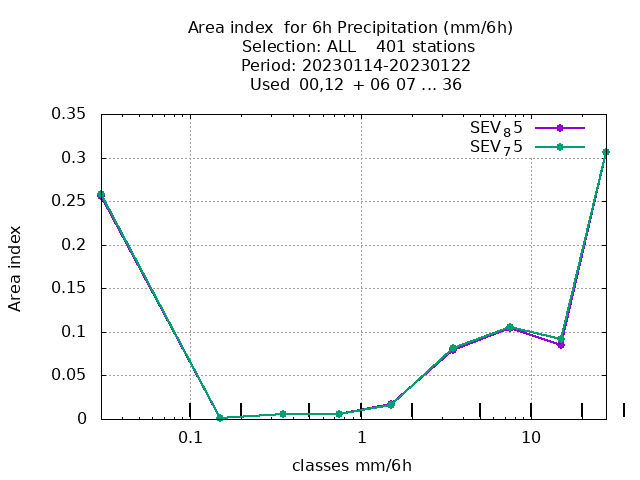 Area index  for 6h Precipitation (mm/6h)
Selection: ALL    401 stations
Period: 20230114-20230122
Used  00,12  + 06 07 ... 36
SEV₈5
SEV₇5
0.35
0.3
0.25
0.2
0.15
0.1
0.05
0
Area index
0.1
1
10
classes mm/6h